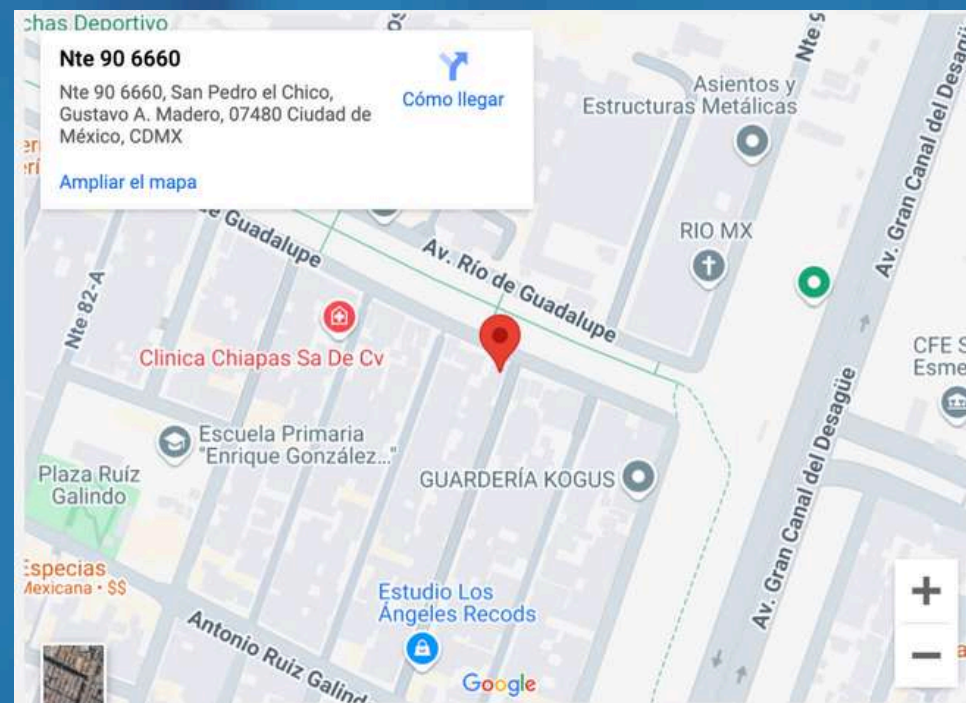 chas Deportivo
Nte 90 6660
Nte 90 6660, San Pedro el Chico,
Gustavo A. Madero, 07480 Ciudad de
México, CDMX
Cómo llegar
Ampliar el mapa
Asientos y
Estructuras Metálicas
Av. Gran Canal del Desagüe
RIO MX
de Guadalupe
Av. Río de Guadalupe
Nte 82-A
Clinica Chiapas Sa De Cv
CFE S
Esme
Escuela Primaria
"Enrique González..."
GUARDERÍA KOGUS
Plaza Ruíz
Galindo
Av. Gran Canal del Desagüe
Especias
Mexicana • $$
Estudio Los
Ángeles Recods
Antonio Ruiz Galind
Google